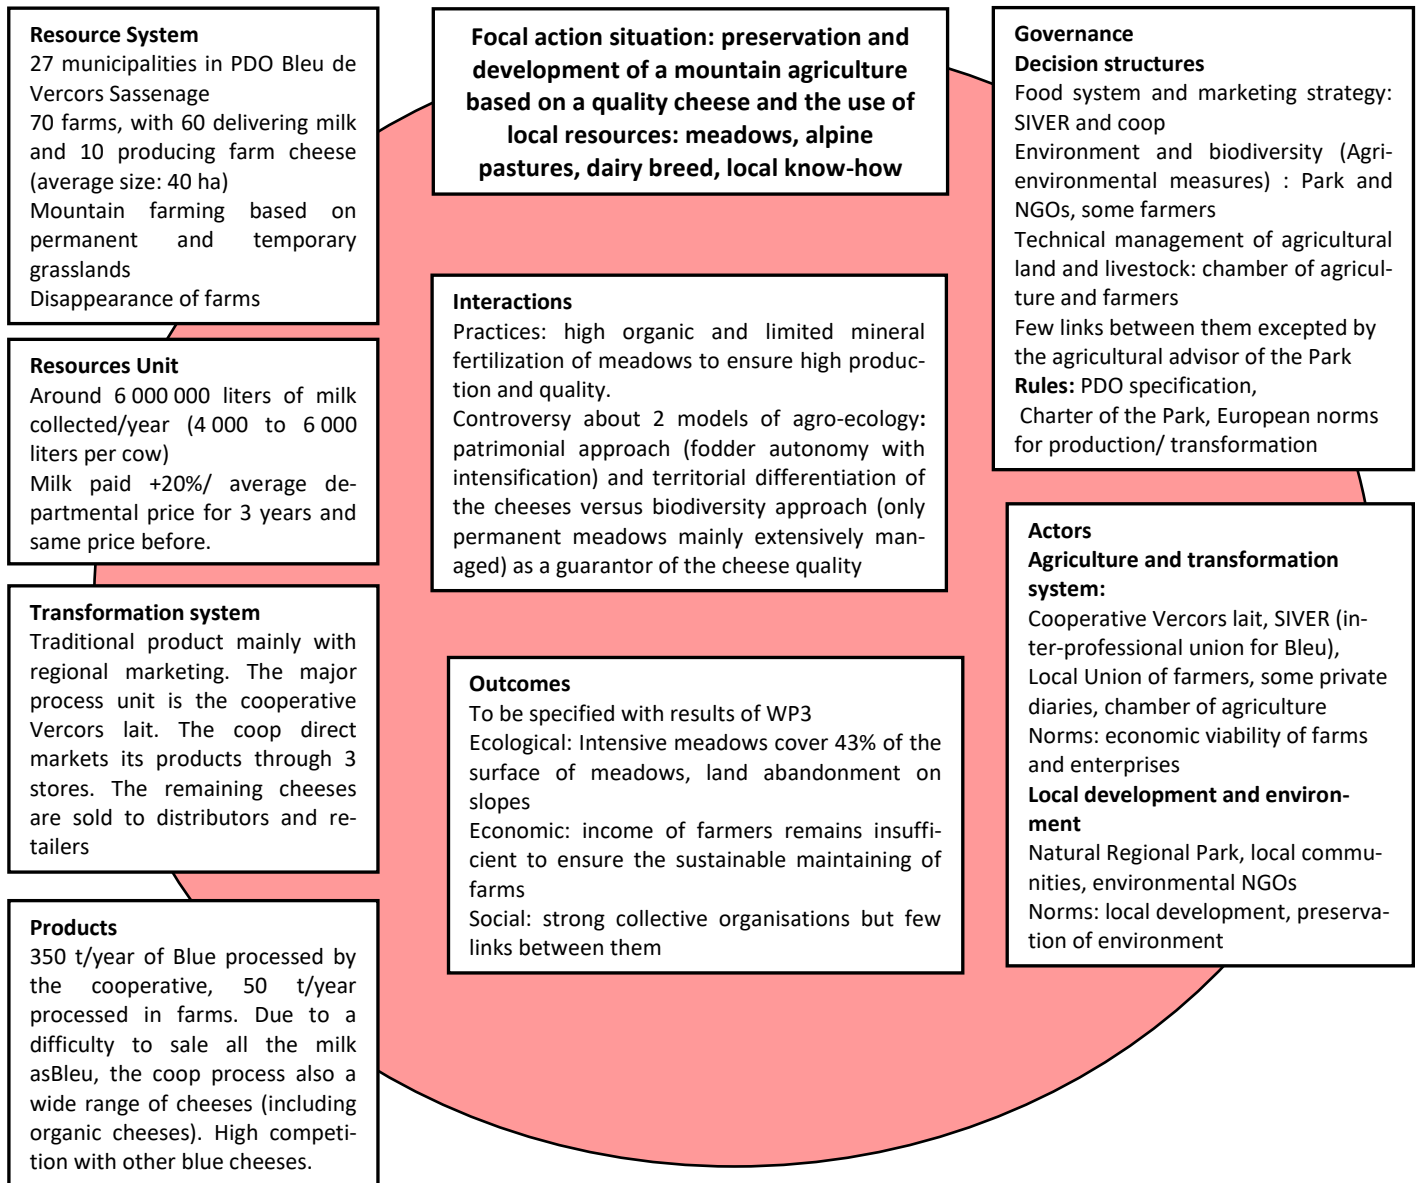 Resource System
27 municipalities in PDO Bleu de
Vercors Sassenage
70 farms, with 60 delivering milk
and 10 producing farm cheese
(average size: 40 ha)
Mountain farming based on
permanent and temporary
grasslands
Disappearance of farms
Resources Unit
Around 6 000 000 liters of milk
collected/year (4 000 to 6 000
liters per cow)
Milk paid +20%/ average de-
partmental price for 3 years and
same price before.
Transformation system
Traditional product mainly with
regional marketing. The major
process unit is the cooperative
Vercors lait. The coop direct
markets its products through 3
stores. The remaining cheeses
are sold to distributors and re-
tailers
Products
350 t/year of Blue processed by
the cooperative, 50 t/year
processed in farms. Due to a
difficulty to sale all the milk
asBleu, the coop process also a
wide range of cheeses (including
organic cheeses). High competi-
tion with other blue cheeses.
Focal action situation: preservation and
development of a mountain agriculture
based on a quality cheese and the use of
local resources: meadows, alpine
pastures, dairy breed, local know-how
Interactions
Practices: high organic and limited mineral
fertilization of meadows to ensure high produc-
tion and quality.
Controversy about 2 models of agro-ecology:
patrimonial approach (fodder autonomy with
intensification) and territorial differentiation of
the cheeses versus biodiversity approach (only
permanent meadows mainly extensively man-
aged) as a guarantor of the cheese quality
Outcomes
To be specified with results of WP3
Ecological: Intensive meadows cover 43% of the
surface of meadows, land abandonment on
slopes
Economic: income of farmers remains insuffi-
cient to ensure the sustainable maintaining of
farms
Social: strong collective organisations but few
links between them
Governance
Decision structures
Food system and marketing strategy:
SIVER and coop
Environment and biodiversity (Agri-
environmental measures) : Park and
NGOs, some farmers
Technical management of agricultural
land and livestock: chamber of agricul-
ture and farmers
Few links between them excepted by
the agricultural advisor of the Park
Rules: PDO specification,
Charter of the Park, European norms
for production/ transformation
Actors
Agriculture and transformation
system:
Cooperative Vercors lait, SIVER (in-
ter-professional union for Bleu),
Local Union of farmers, some private
diaries, chamber of agriculture
Norms: economic viability of farms
and enterprises
Local development and environ-
ment
Natural Regional Park, local commu-
nities, environmental NGOs
Norms: local development, preserva-
tion of environment